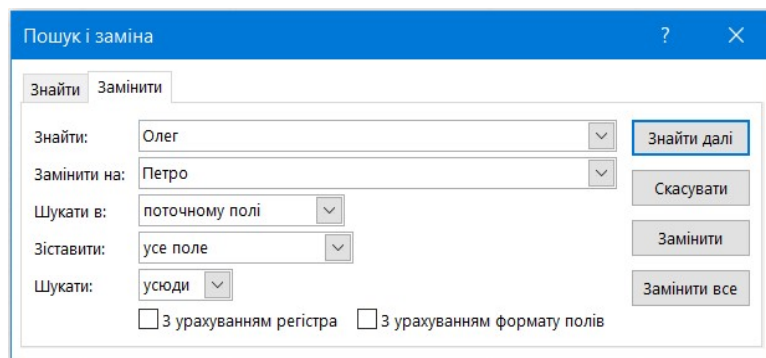 Пошук і заміна ?
Знайти Замінити
Знайти: Олег Знайти далі
Замінити на: Петро
Скасувати
Шукати в: поточному полі
Зіставити: усе поле Замінити
Шукати: усюди Замінити все
З урахуванням регістра З урахуванням формату полів